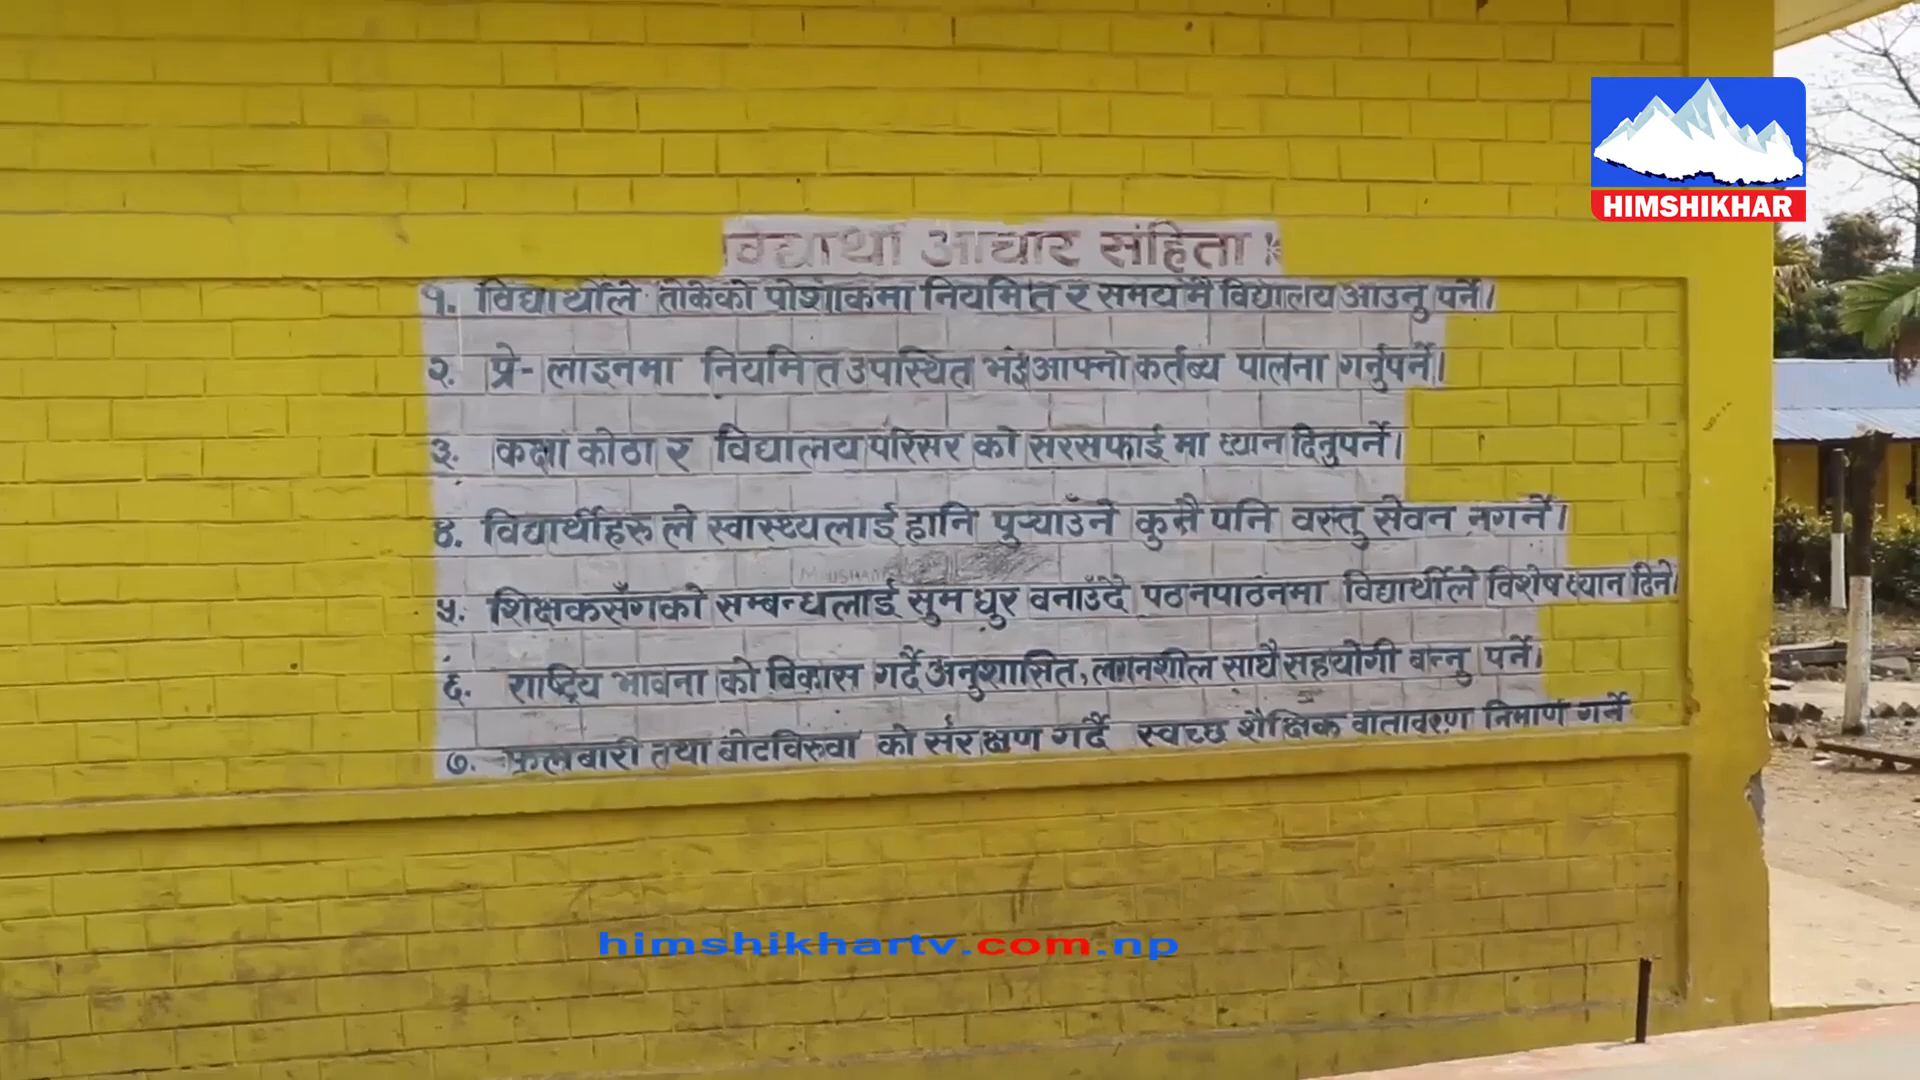 HIMSHIKHAR
विद्यार्थी आचार संहिता।
१. विद्यार्थीले तोकेको पोशाकमा नियमित र समयमै विद्यालय आउनु पर्ने।
२. प्रे-लाइनमा नियमित उपस्थित भई आफ्नो कर्तब्य पालना गर्नुपर्ने।
३. कक्षा कोठा र विद्यालय परिसर को सरसफाई मा ध्यान दिनुपर्ने।
४. विद्यार्थीहरु ले स्वास्थ्यलाई हानि पुर्‍याउँने कुनै पनि वस्तु सेवन नगर्ने।
५. शिक्षकसँगको सम्बन्धलाई सुमधुर वनाउँदै पठनपाठनमा विद्यार्थीले विशेष ध्यान दिने।
६. राष्ट्रिय भावना को विकास गर्दै अनुशासित, लगनशील साथै सहयोगी बन्नु पर्ने।
७. फूलबारी तथा बोटविरुवा को संरक्षण गर्दै स्वच्छ शैक्षिक वातावरण निमार्ण गर्ने
himshikhartv.com.np